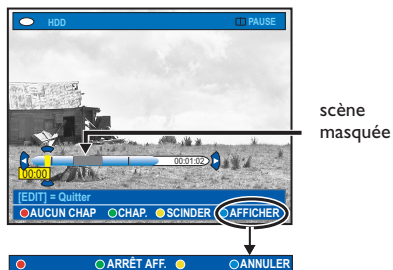 HDD
PAUSE
scène
masquée
00:01:02
00:00
[EDIT] = Quitter
AUCUN CHAP CHAP. SCINDER AFFICHER
ARRÊT AFF. ANNULER